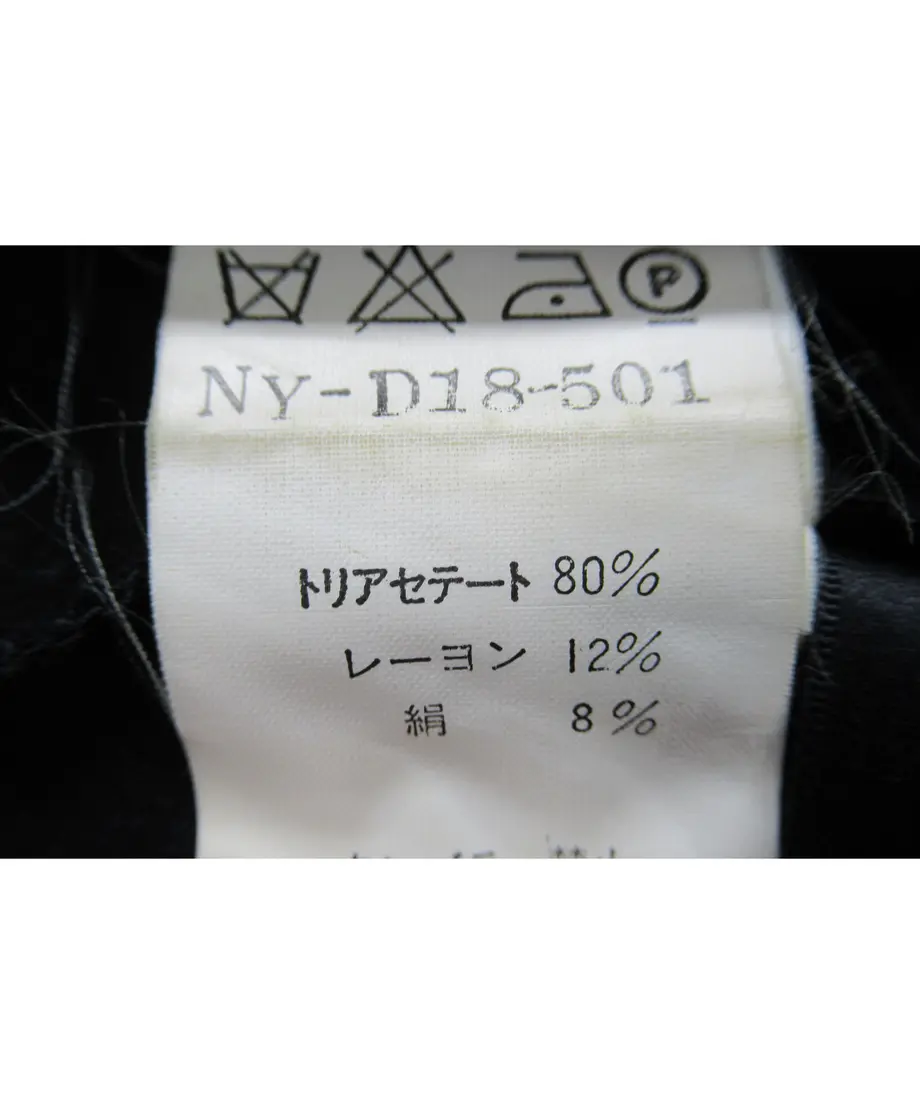 P
NY-D18-501
トリアセテート 80%
レーヨン 12%
絹 8%